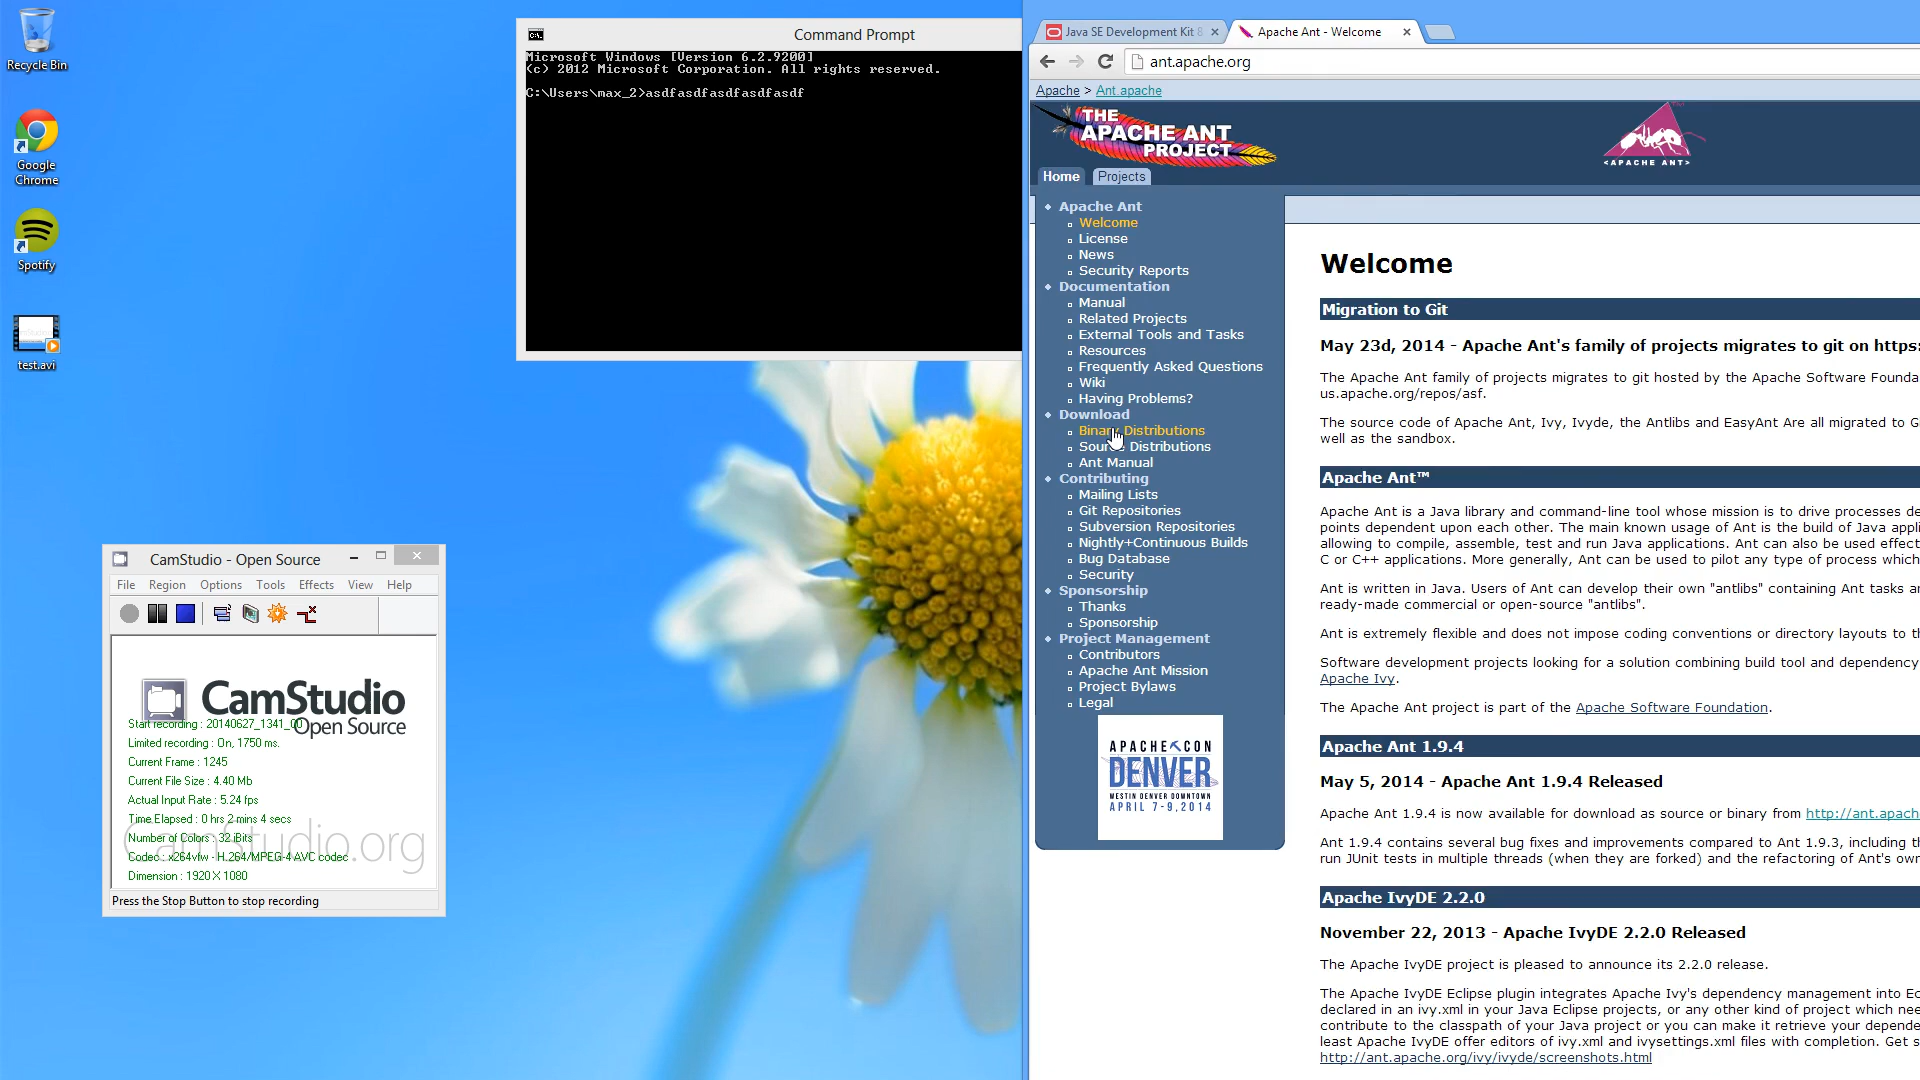 Recycle Bin
Google
Chrome
Spotify
test.avi
Command Prompt
Microsoft Windows [Version 6.2.9200]
(c) 2012 Microsoft Corporation. All rights reserved.
C:\Users\max_2>asdfasdfasdfasdfasdf
CamStudio - Open Source
File Region Options Tools Effects View Help
CamStudio
Open Source
Start recording : 20140627_1341_00
Limited recording : On, 1750 ms.
Current Frame : 1245
Current File Size : 4.40 Mb
Actual Input Rate : 5.24 fps
Time Elapsed : 0 hrs 2 mins 4 secs
Number of Colors : 32 Bits
CamStudio.org
Codec : x264vfw - H.264/MPEG-4 AVC codec
Dimension : 1920 X 1080
Press the Stop Button to stop recording
Java SE Development Kit 8
Apache Ant - Welcome
ant.apache.org
Apache > Ant.apache
THE
APACHE ANT
PROJECT
<APACHE ANT>
Home Projects
Apache Ant
Welcome
License
News
Security Reports
Documentation
Manual
Related Projects
External Tools and Tasks
Resources
Frequently Asked Questions
Wiki
Having Problems?
Download
Binary Distributions
Source Distributions
Ant Manual
Contributing
Mailing Lists
Git Repositories
Subversion Repositories
Nightly+Continuous Builds
Bug Database
Security
Sponsorship
Thanks
Sponsorship
Project Management
Contributors
Apache Ant Mission
Project Bylaws
Legal
APACHE CON
DENVER
WESTIN DENVER DOWNTOWN
APRIL 7-9, 2014
Welcome
Migration to Git
May 23d, 2014 - Apache Ant's family of projects migrates to git on https:
The Apache Ant family of projects migrates to git hosted by the Apache Software Founda
us.apache.org/repos/asf.
The source code of Apache Ant, Ivy, Ivyde, the Antlibs and EasyAnt Are all migrated to G
well as the sandbox.
Apache Ant™
Apache Ant is a Java library and command-line tool whose mission is to drive processes de
points dependent upon each other. The main known usage of Ant is the build of Java appli
allowing to compile, assemble, test and run Java applications. Ant can also be used effect
C or C++ applications. More generally, Ant can be used to pilot any type of process which
Ant is written in Java. Users of Ant can develop their own "antlibs" containing Ant tasks a
ready-made commercial or open-source "antlibs".
Ant is extremely flexible and does not impose coding conventions or directory layouts to th
Software development projects looking for a solution combining build tool and dependency
Apache Ivy.
The Apache Ant project is part of the Apache Software Foundation.
Apache Ant 1.9.4
May 5, 2014 - Apache Ant 1.9.4 Released
Apache Ant 1.9.4 is now available for download as source or binary from http://ant.apach
Ant 1.9.4 contains several bug fixes and improvements compared to Ant 1.9.3, including th
run JUnit tests in multiple threads (when they are forked) and the refactoring of Ant's own
Apache IvyDE 2.2.0
November 22, 2013 - Apache IvyDE 2.2.0 Released
The Apache IvyDE project is pleased to announce its 2.2.0 release.
The Apache IvyDE Eclipse plugin integrates Apache Ivy's dependency management into Ec
declared in an ivy.xml in your Java Eclipse projects, or any other kind of project which nee
contribute to the classpath of your Java project or you can make it retrieve your depende
least Apache IvyDE offer editors of ivy.xml and ivysettings.xml files with completion. Get s
http://ant.apache.org/ivy/ivyde/screenshots.html